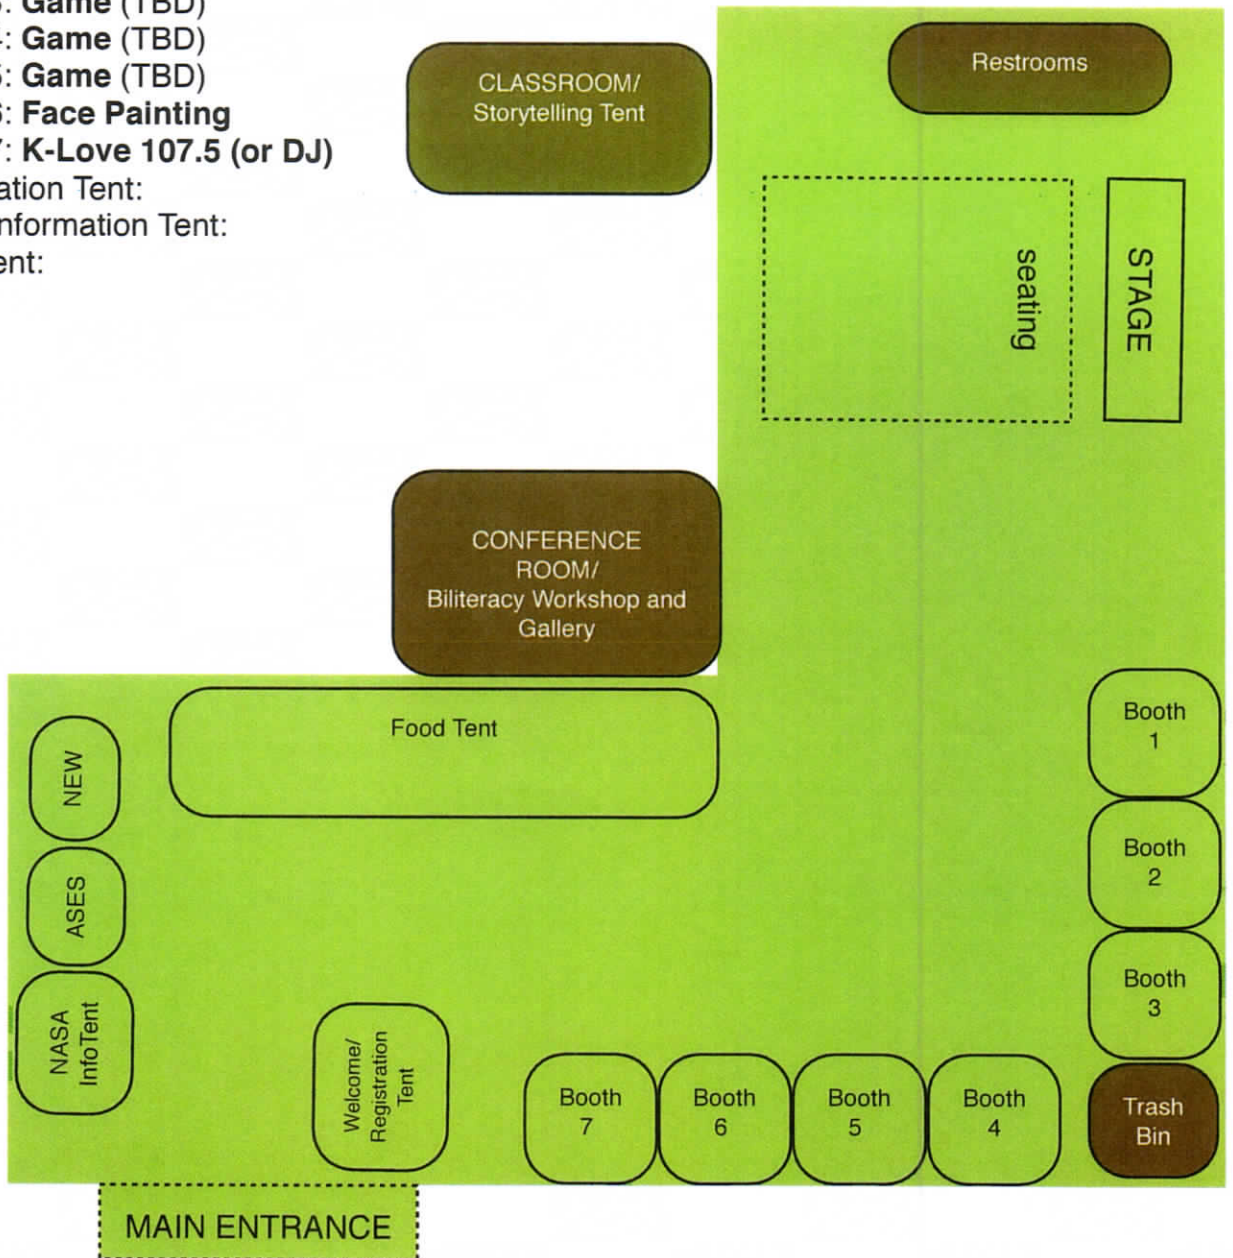 : Game (TBD)
: Game (TBD)
: Game (TBD)
: Face Painting
: K-Love 107.5 (or DJ)
ation Tent:
nformation Tent:
ent:
CLASSROOM/
Storytelling Tent
Restrooms
seating
STAGE
CONFERENCE
ROOM/
Biliteracy Workshop and
Gallery
Food Tent
NEW
ASES
NASA
InfoTent
Welcome/
Registration
Tent
Booth
1
Booth
2
Booth
3
Booth
7
Booth
6
Booth
5
Booth
4
Trash
Bin
MAIN ENTRANCE